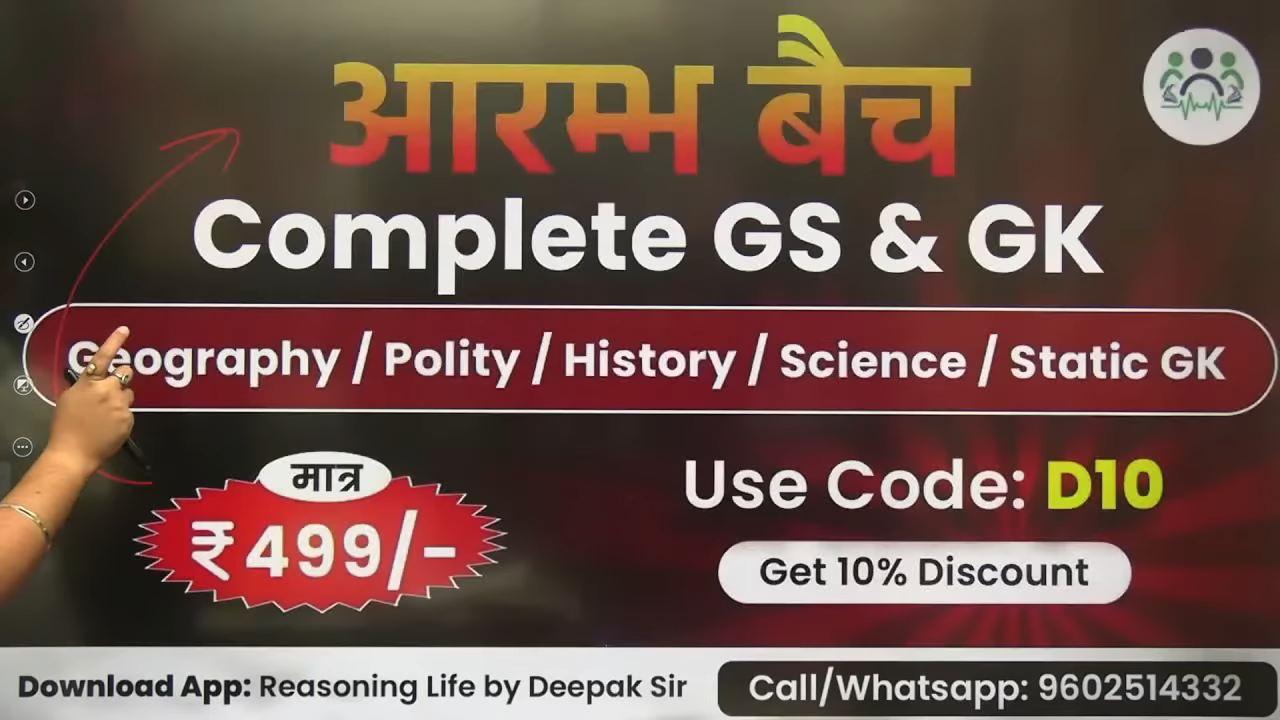 आरम्भ बैच
Complete GS & GK
Geography / Polity / History / Science / Static GK
मात्र
₹499/-
Use Code: D10
Get 10% Discount
Download App: Reasoning Life by Deepak Sir
Call/Whatsapp: 9602514332